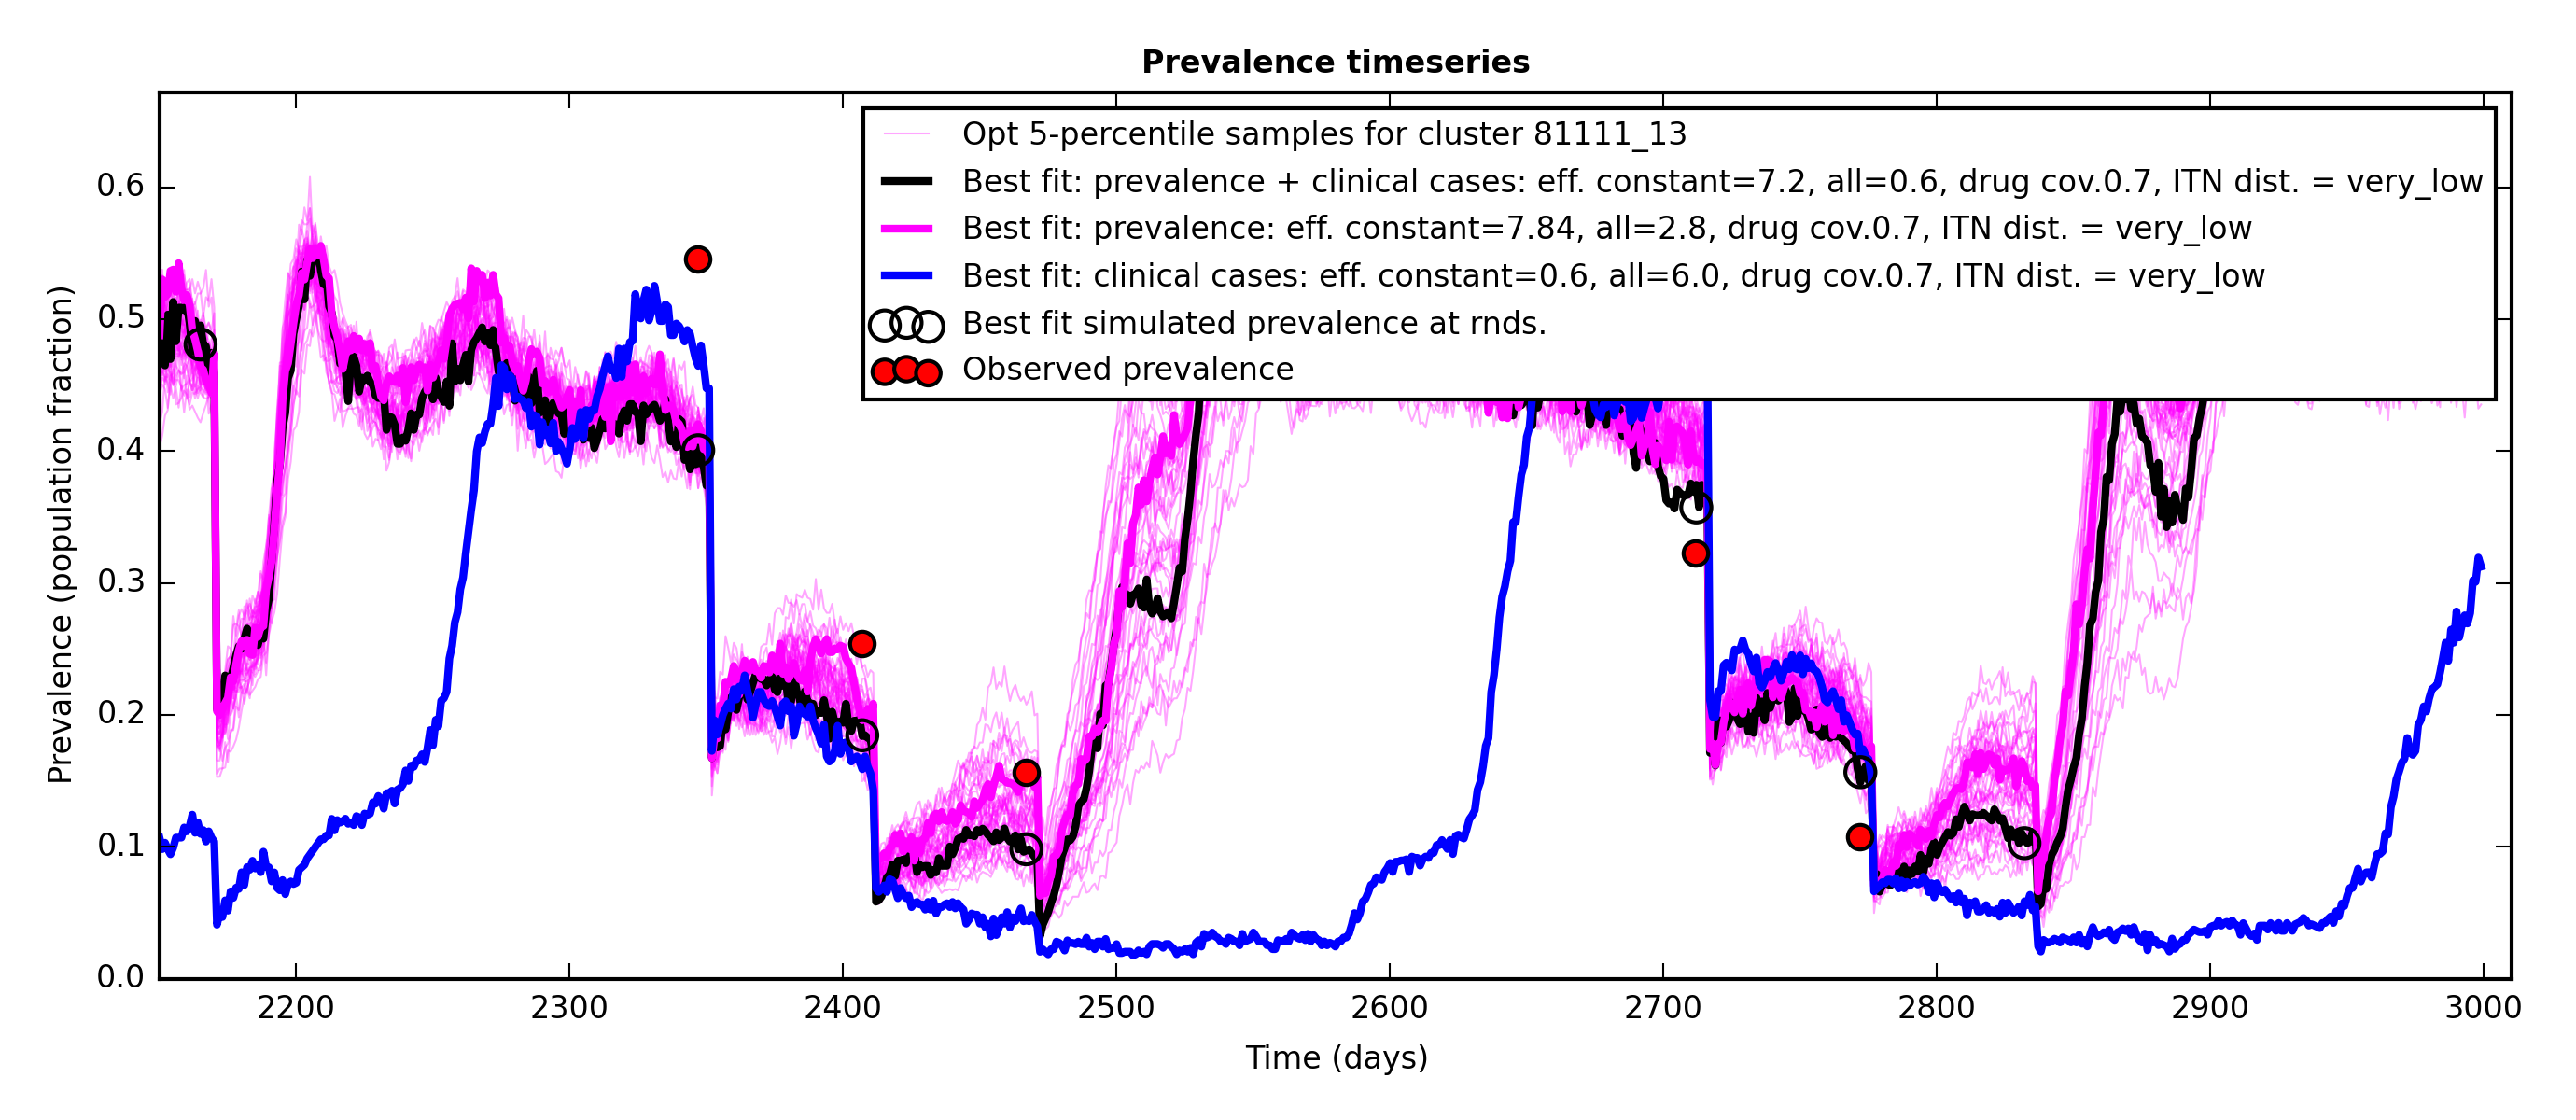 Prevalence timeseries
Opt 5-percentile samples for cluster 81111_13
Best fit: prevalence + clinical cases: eff. constant=7.2, all=0.6, drug cov.0.7, ITN dist. = very_low
Best fit: prevalence: eff. constant=7.84, all=2.8, drug cov.0.7, ITN dist. = very_low
Best fit: clinical cases: eff. constant=0.6, all=6.0, drug cov.0.7, ITN dist. = very_low
Best fit simulated prevalence at rnds.
Observed prevalence
Prevalence (population fraction)
0.6
0.5
0.4
0.3
0.2
0.1
0.0
2200 2300 2400 2500 2600 2700 2800 2900 3000
Time (days)